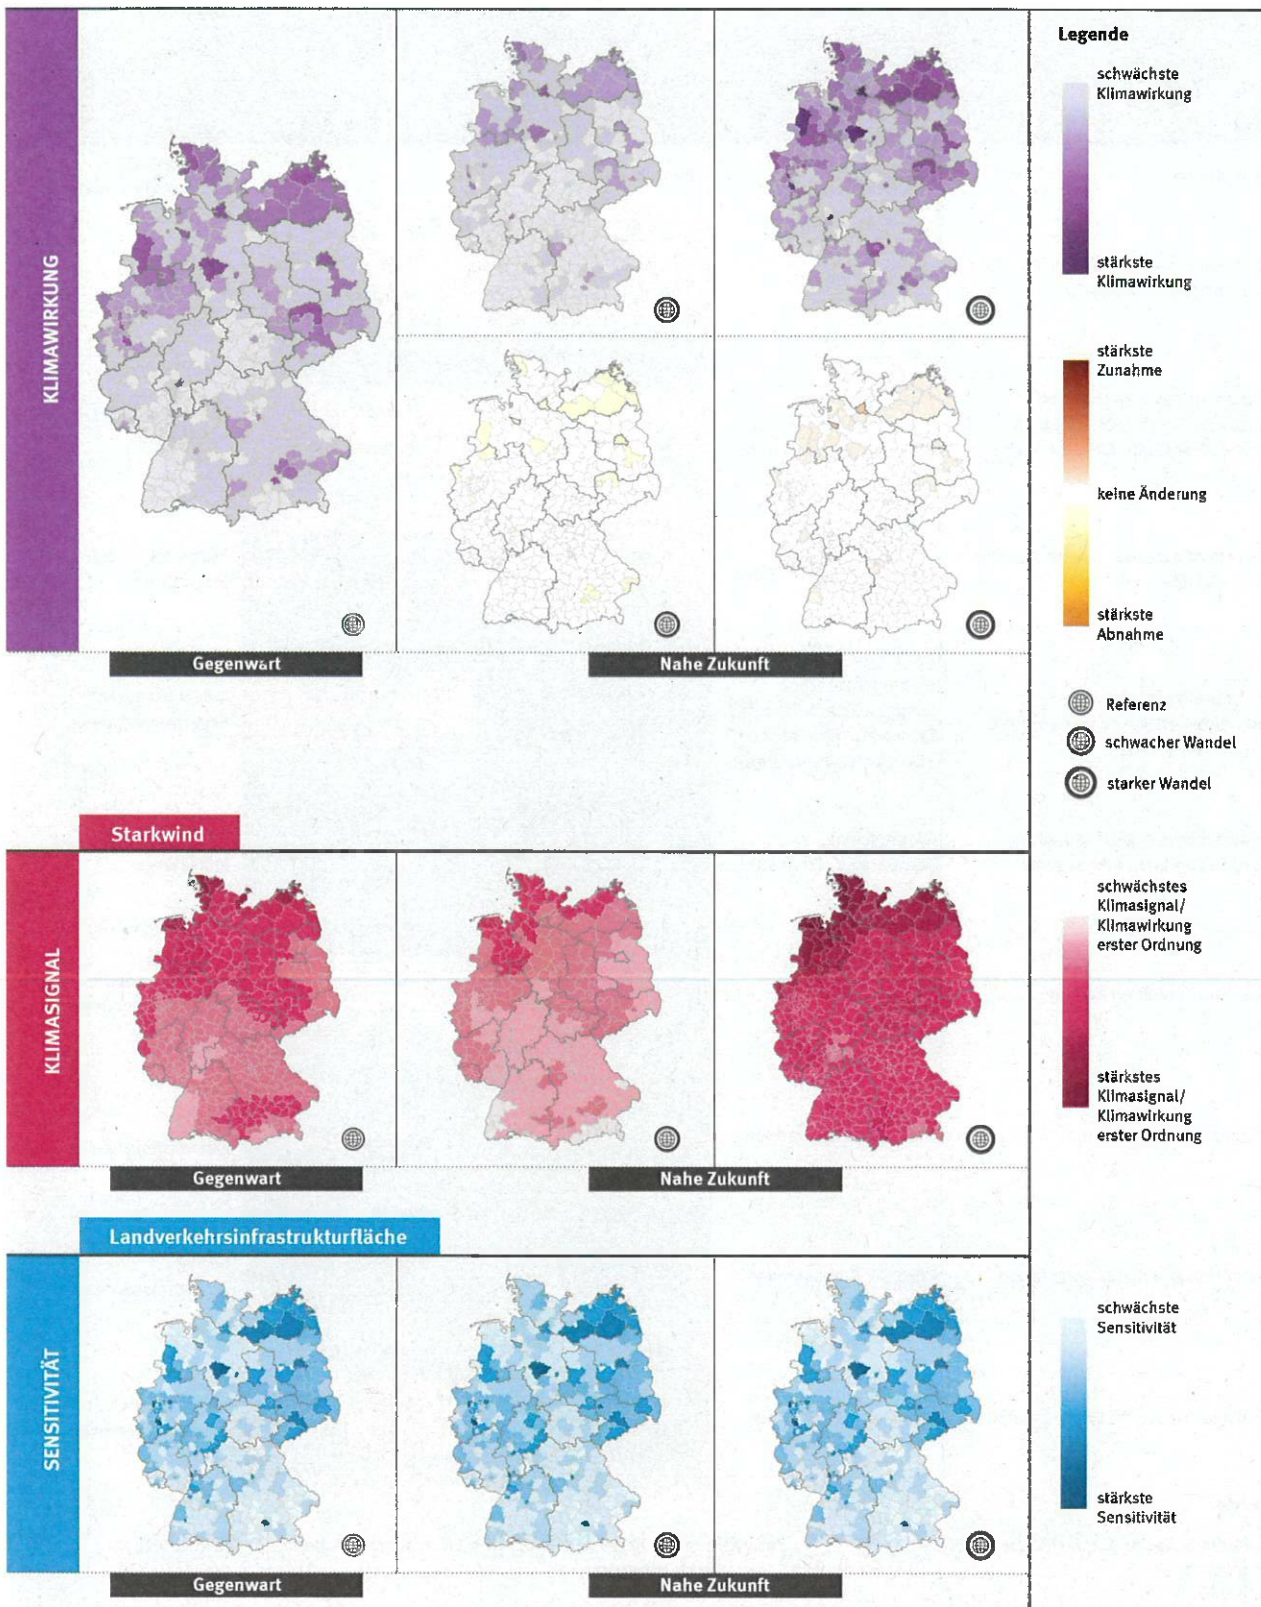 KLIMAWIRKUNG
Gegenwart
Nahe Zukunft
Legende
schwächste
Klimawirkung
stärkste
Klimawirkung
stärkste
Zunahme
keine Änderung
stärkste
Abnahme
Referenz
schwacher Wandel
starker Wandel
Starkwind
KLIMASIGNAL
Gegenwart
Nahe Zukunft
schwächstes
Klimasignal/
Klimawirkung
erster Ordnung
stärkstes
Klimasignal/
Klimawirkung
erster Ordnung
Landverkehrsinfrastrukturfläche
SENSITIVITÄT
Gegenwart
Nahe Zukunft
schwächste
Sensitivität
stärkste
Sensitivität